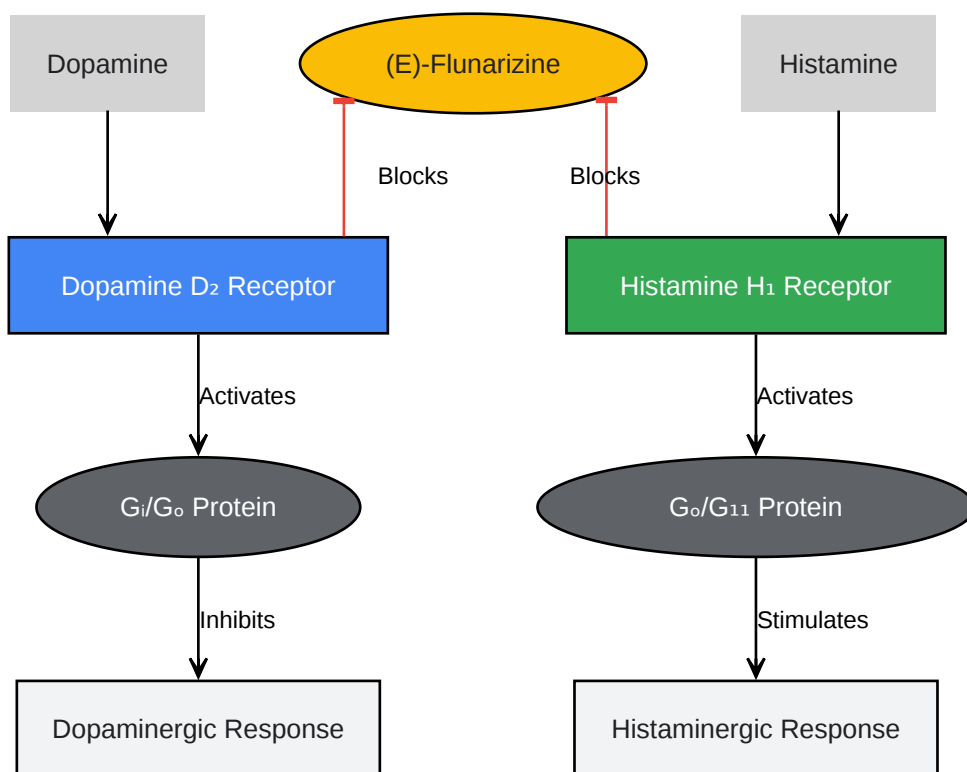 Dopamine
(E)-Flunarizine
Histamine
Blocks
Blocks
Dopamine D₂ Receptor
Histamine H₁ Receptor
Activates
Activates
Gᵢ/Gₒ Protein
Gₒ/G₁₁ Protein
Inhibits
Stimulates
Dopaminergic Response
Histaminergic Response